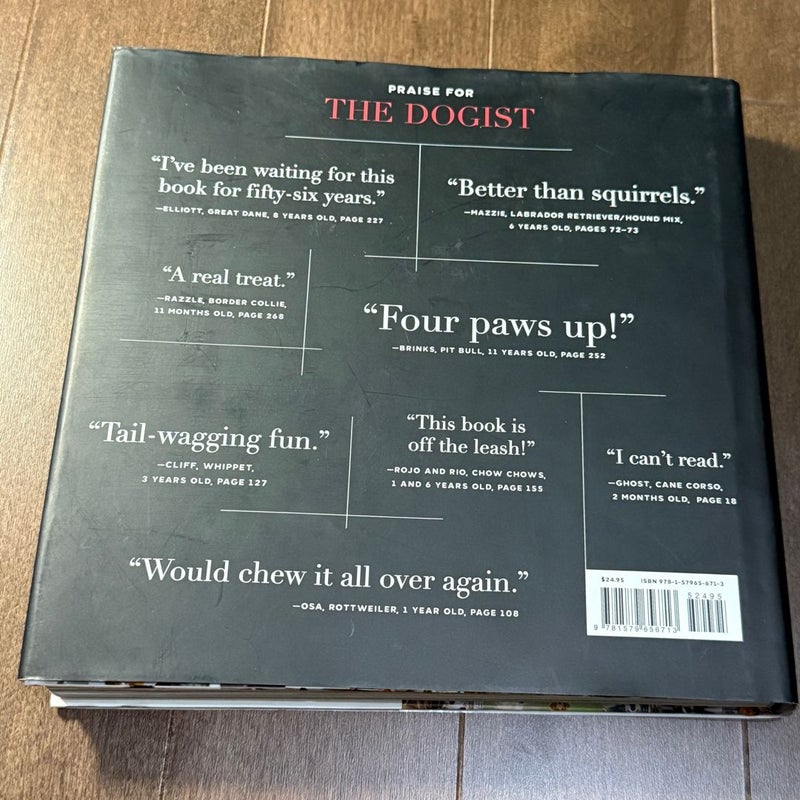 PRAISE FOR
THE DOGIST
“I’ve been waiting for this
book for fifty-six years.”
—ELLIOTT, GREAT DANE, 8 YEARS OLD, PAGE 227
“Better than squirrels.”
—MAZZIE, LABRADOR RETRIEVER/HOUND MIX,
6 YEARS OLD, PAGES 72–73
“A real treat.”
—RAZZLE, BORDER COLLIE,
11 MONTHS OLD, PAGE 268
“Four paws up!”
—BRINKS, PIT BULL, 11 YEARS OLD, PAGE 252
“Tail-wagging fun.”
—CLIFF, WHIPPET,
3 YEARS OLD, PAGE 127
“This book is
off the leash!”
—ROJO AND RIO, CHOW CHOWS,
1 AND 6 YEARS OLD, PAGE 155
“I can’t read.”
—GHOST, CANE CORSO,
2 MONTHS OLD, PAGE 18
“Would chew it all over again.”
—OSA, ROTTWEILER, 1 YEAR OLD, PAGE 108
$24.95 ISBN 978-1-57965-671-3
52495
9 781579 656713